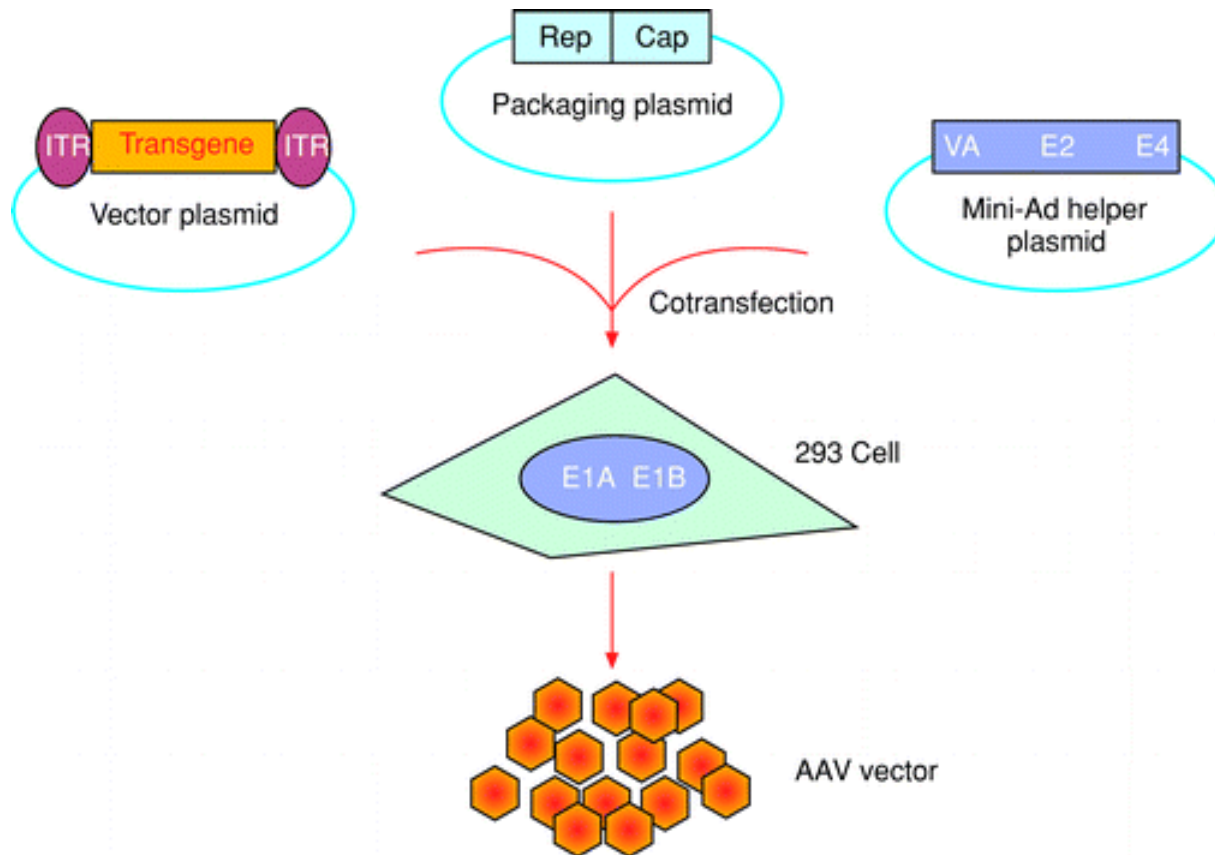 Rep Cap
Packaging plasmid
ITR Transgene ITR
Vector plasmid
VA E2 E4
Mini-Ad helper
plasmid
Cotransfection
293 Cell
E1A E1B
AAV vector